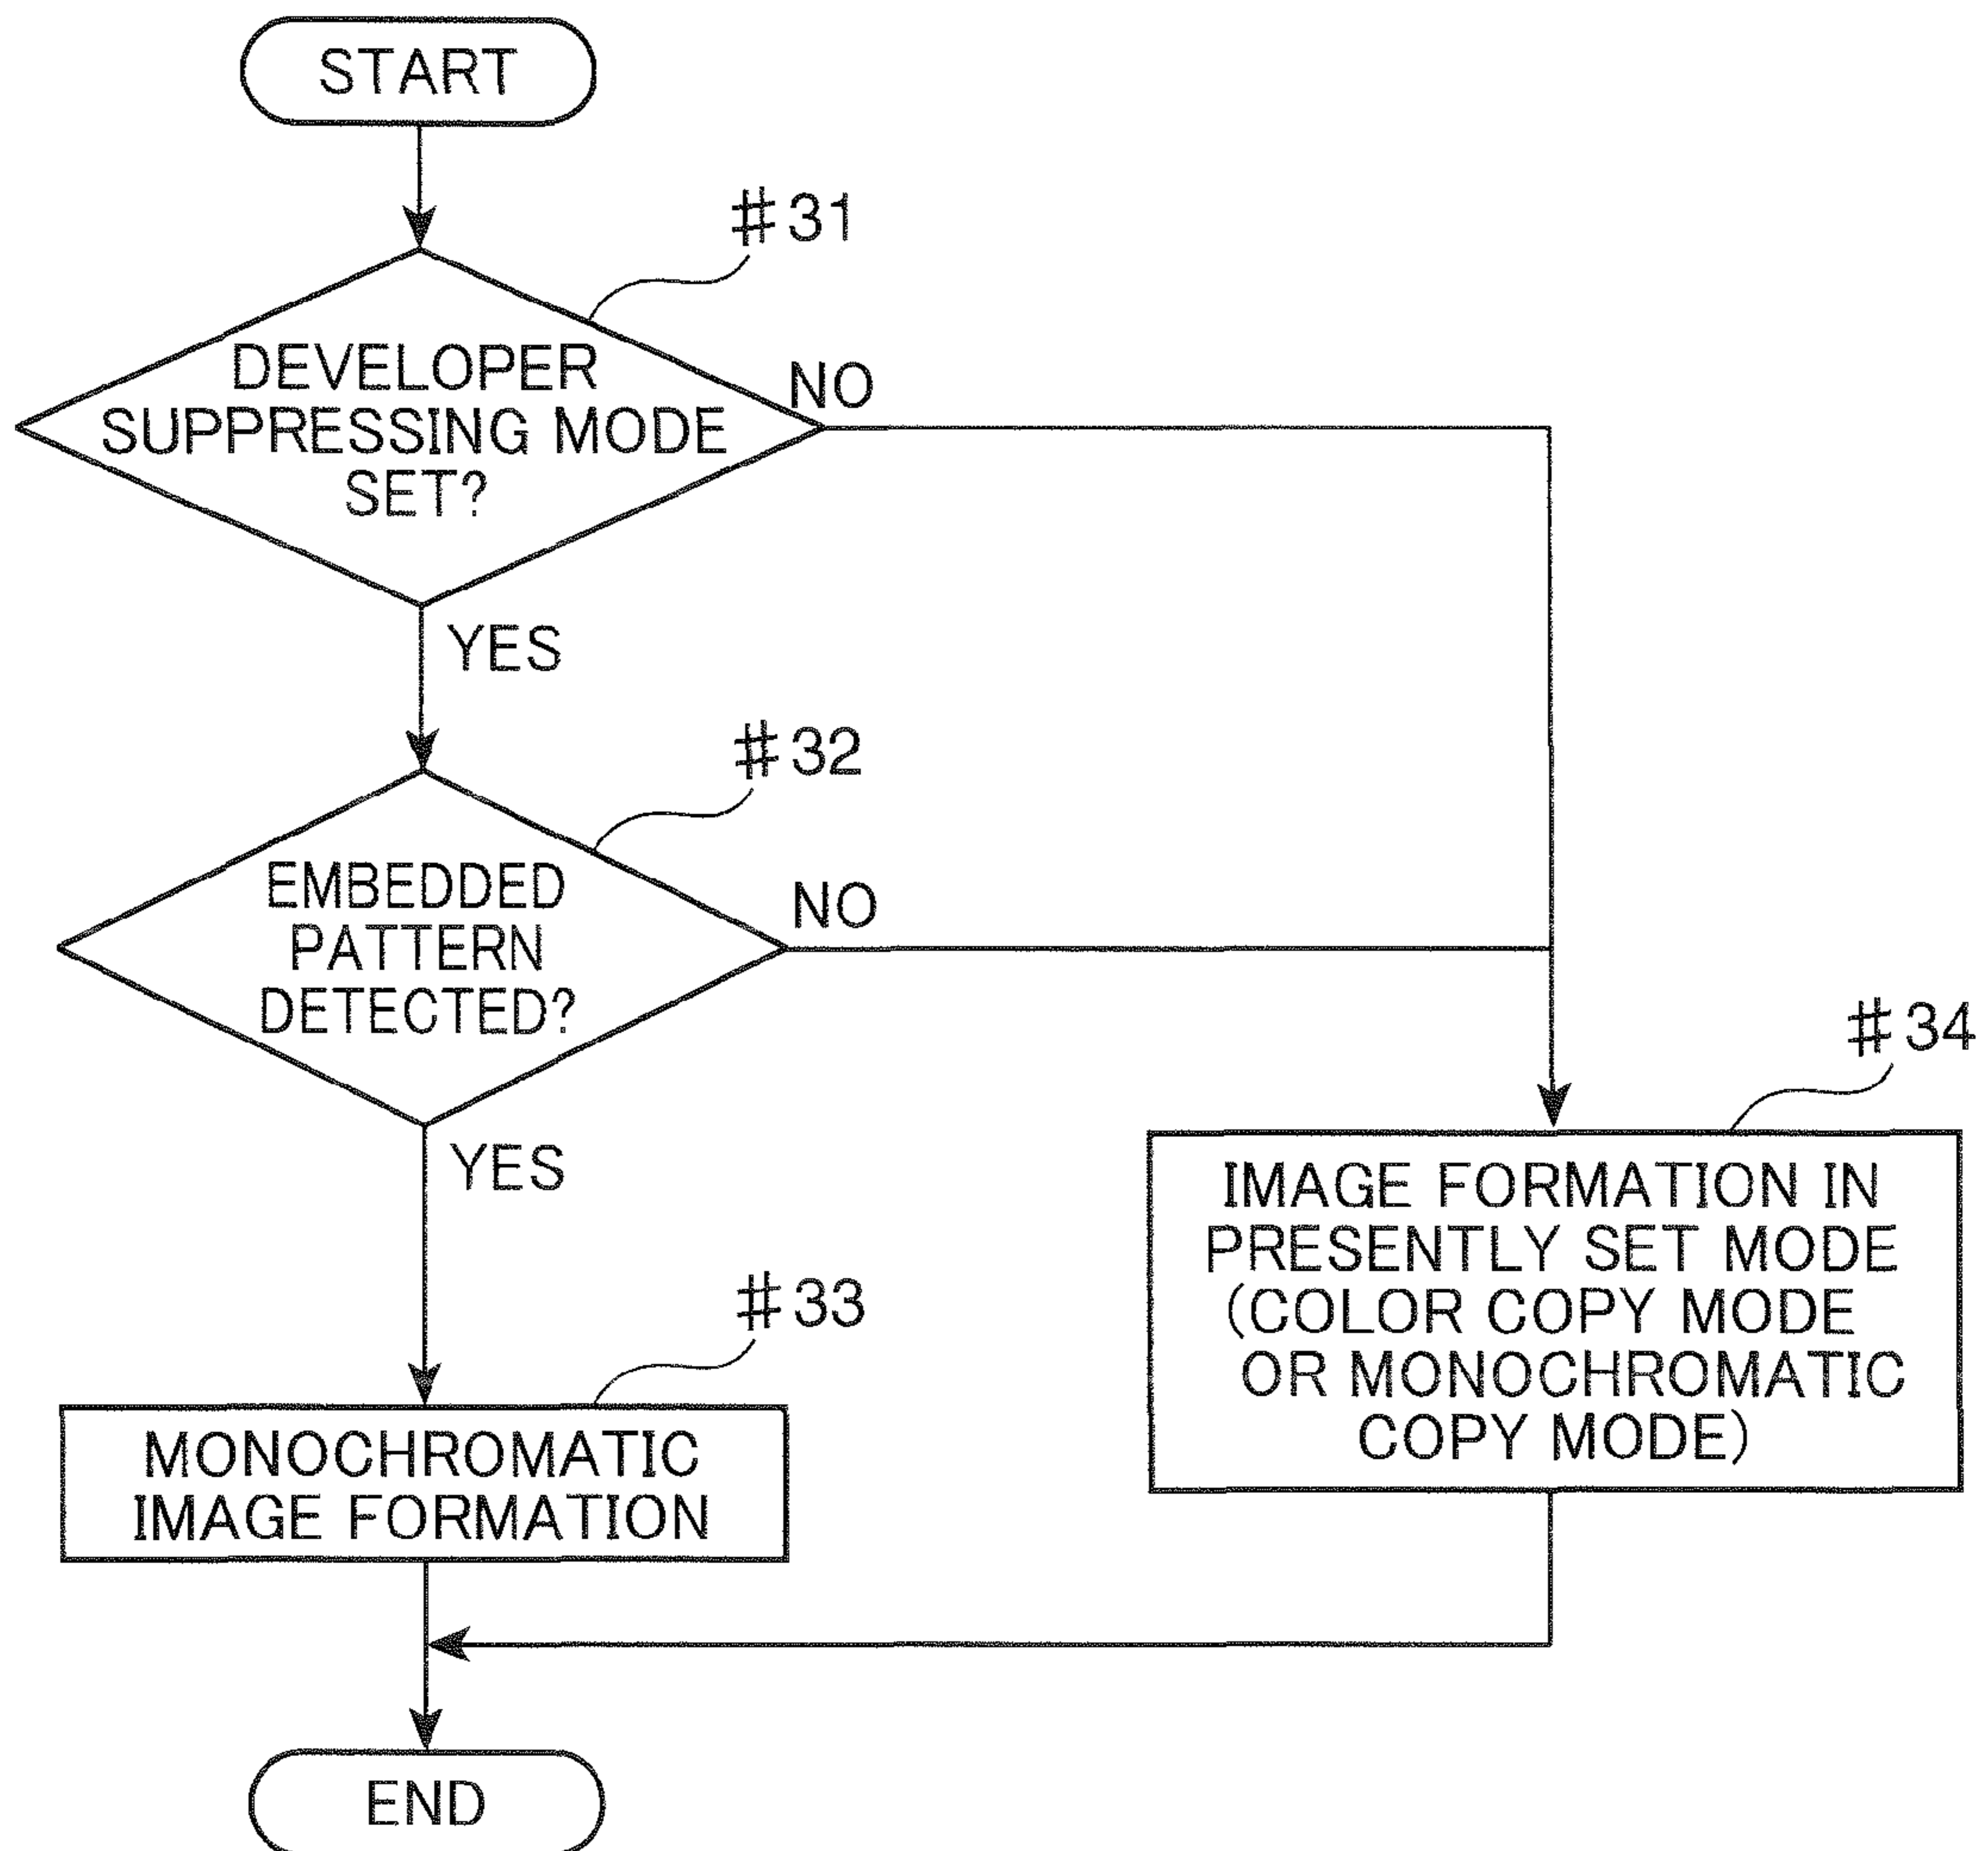 START
#31
DEVELOPER
SUPPRESSING MODE
SET?
NO
YES
#32
EMBEDDED
PATTERN
DETECTED?
NO
YES
#34
IMAGE FORMATION IN
PRESENTLY SET MODE
(COLOR COPY MODE
OR MONOCHROMATIC
COPY MODE)
#33
MONOCHROMATIC
IMAGE FORMATION
END